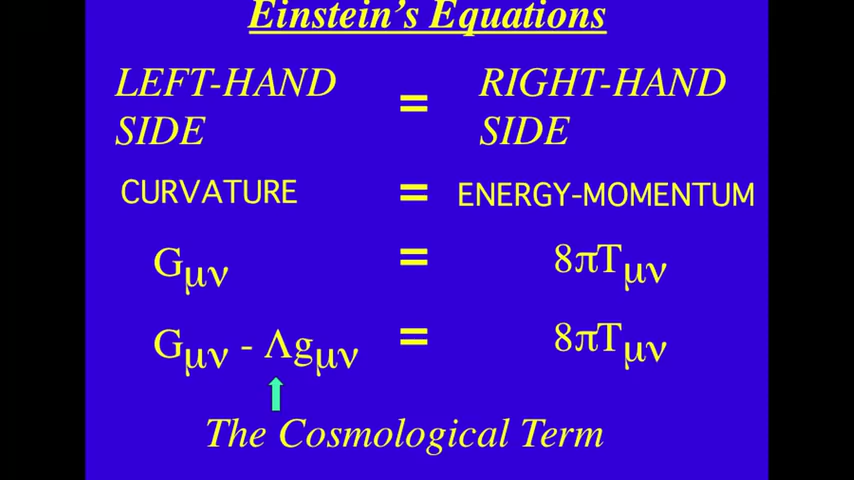 Einstein's Equations
LEFT-HAND SIDE = RIGHT-HAND SIDE
CURVATURE = ENERGY-MOMENTUM
Gμν = 8πTμν
Gμν - Λgμν = 8πTμν
The Cosmological Term